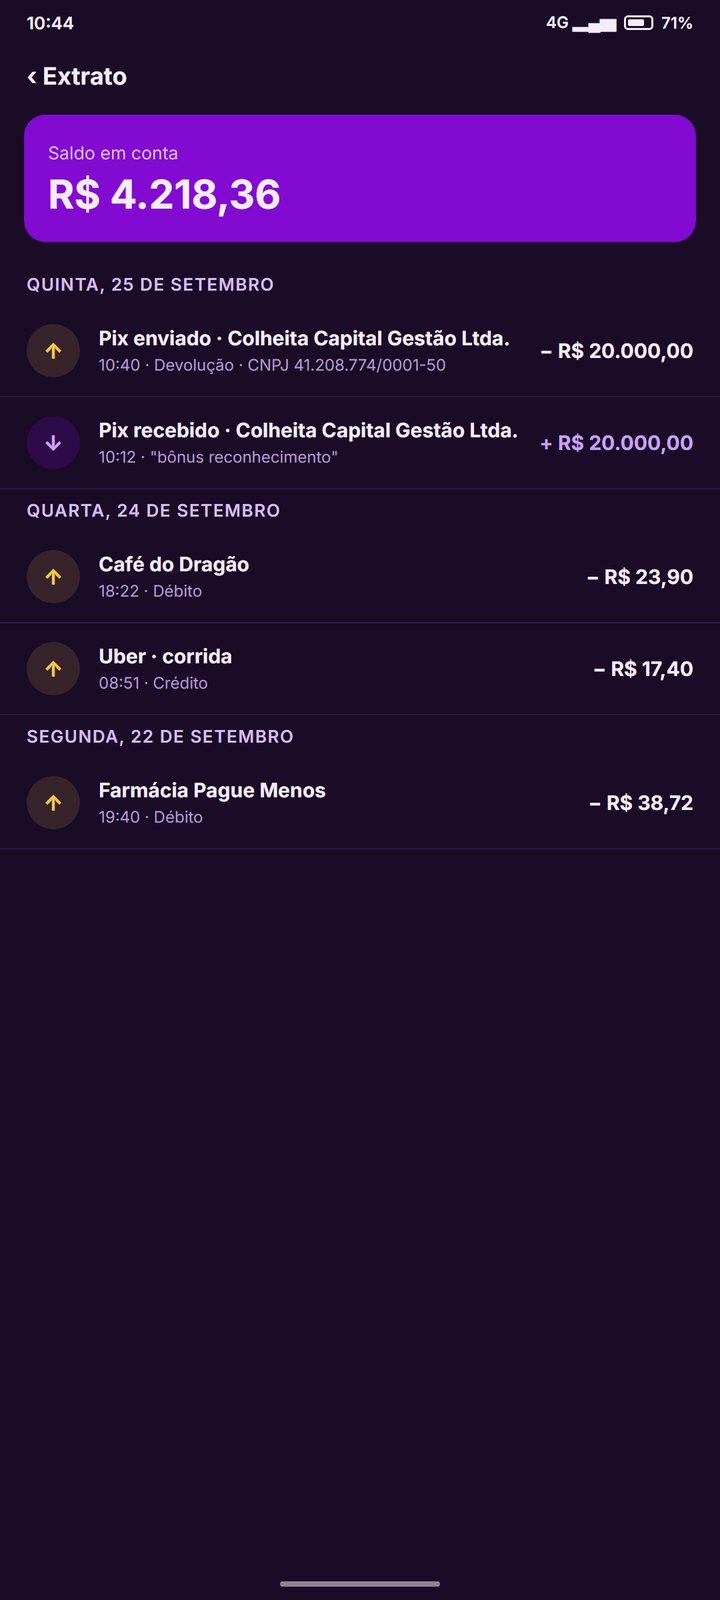 10:44 4G 71%
‹ Extrato
Saldo em conta
R$ 4.218,36
QUINTA, 25 DE SETEMBRO
Pix enviado · Colheita Capital Gestão Ltda.
– R$ 20.000,00
10:40 · Devolução · CNPJ 41.208.774/0001-50
Pix recebido · Colheita Capital Gestão Ltda.
+ R$ 20.000,00
10:12 · "bônus reconhecimento"
QUARTA, 24 DE SETEMBRO
Café do Dragão
– R$ 23,90
18:22 · Débito
Uber · corrida
– R$ 17,40
08:51 · Crédito
SEGUNDA, 22 DE SETEMBRO
Farmácia Pague Menos
– R$ 38,72
19:40 · Débito